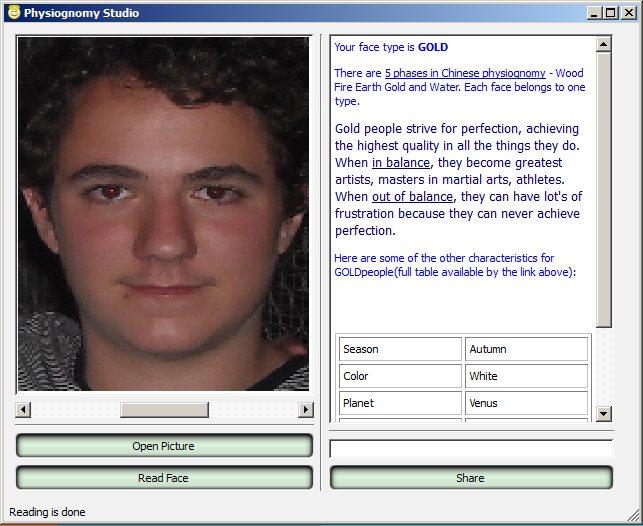 Physiognomy Studio
Your face type is GOLD
There are 5 phases in Chinese physiognomy - Wood
Fire Earth Gold and Water. Each face belongs to one
type.
Gold people strive for perfection, achieving
the highest quality in all the things they do.
When in balance, they become greatest
artists, masters in martial arts, athletes.
When out of balance, they can have lot's of
frustration because they can never achieve
perfection.
Here are some of the other characteristics for
GOLDpeople(full table available by the link above):
Season Autumn
Color White
Planet Venus
Open Picture
Read Face
Share
Reading is done